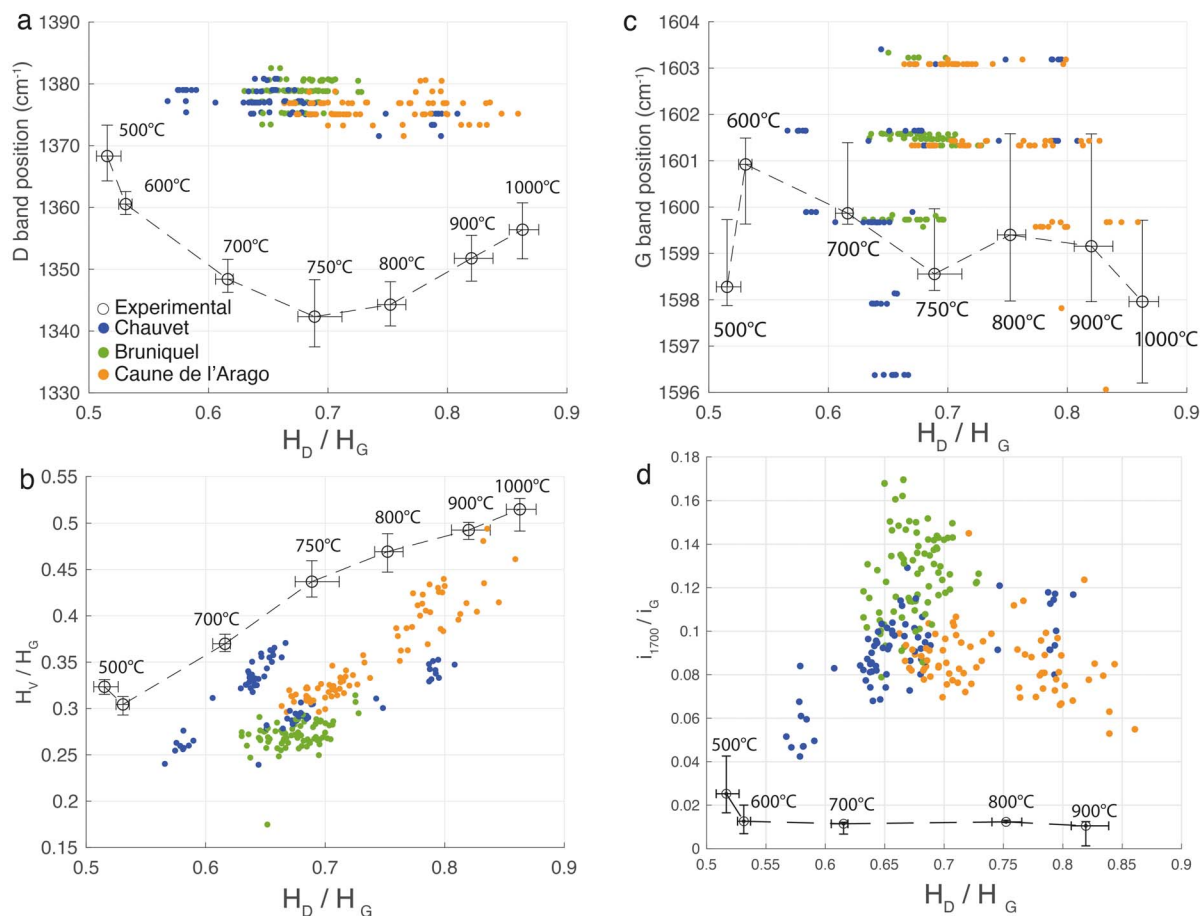 a
1390
1380
1370
1360
1350
1340
1330
D band position (cm⁻¹)
500°C
600°C
700°C
750°C
800°C
900°C
1000°C
Experimental
Chauvet
Bruniquel
Caune de l'Arago
0.5 0.6 0.7 0.8 0.9
H_D / H_G
c
1604
1603
1602
1601
1600
1599
1598
1597
1596
G band position (cm⁻¹)
600°C
500°C
700°C
750°C
800°C
900°C
1000°C
0.5 0.6 0.7 0.8 0.9
H_D / H_G
b
0.55
0.5
0.45
0.4
0.35
0.3
0.25
0.2
0.15
H_V / H_G
500°C
600°C
700°C
750°C
800°C
900°C
1000°C
0.5 0.6 0.7 0.8 0.9
H_D / H_G
d
0.18
0.16
0.14
0.12
0.1
0.08
0.06
0.04
0.02
0
i_1700 / i_G
500°C
600°C
700°C
800°C
900°C
0.5 0.55 0.6 0.65 0.7 0.75 0.8 0.85 0.9
H_D / H_G